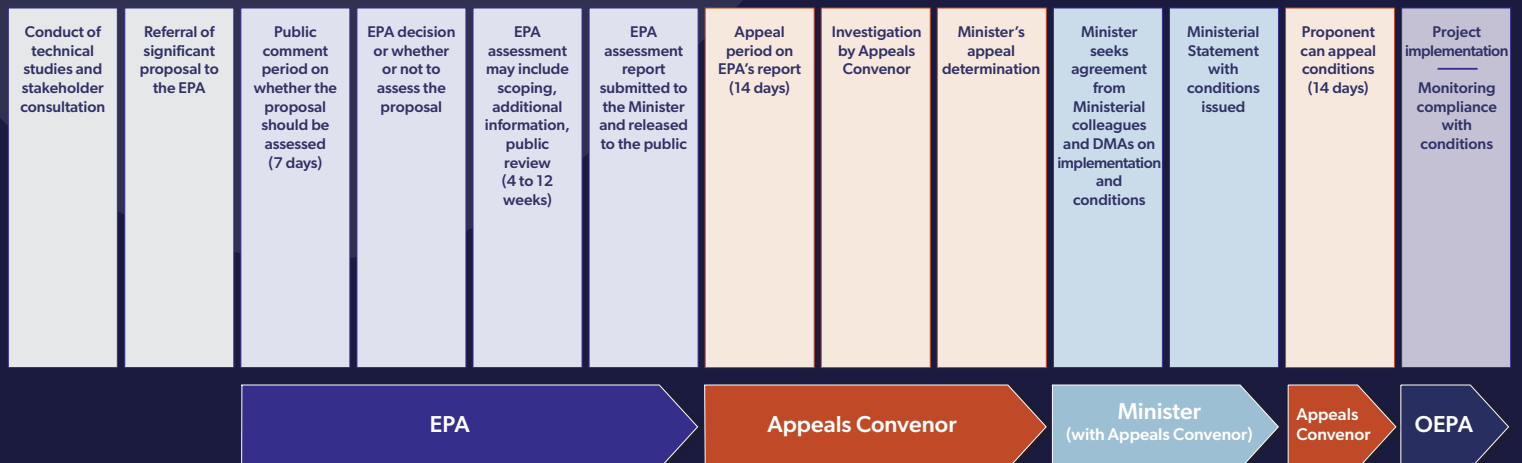 Conduct of
technical
studies and
stakeholder
consultation
Referral of
significant
proposal to
the EPA
Public
comment
period on
whether the
proposal
should be
assessed
(7 days)
EPA decision
or whether
or not to
assess the
proposal
EPA
assessment
may include
scoping,
additional
information,
public
review
(4 to 12
weeks)
EPA
assessment
report
submitted to
the Minister
and released
to the public
Appeal
period on
EPA’s report
(14 days)
Investigation
by Appeals
Convenor
Minister’s
appeal
determination
Minister
seeks
agreement
from
Ministerial
colleagues
and DMAs on
implementation
and
conditions
Ministerial
Statement
with
conditions
issued
Proponent
can appeal
conditions
(14 days)
Project
implementation
Monitoring
compliance
with
conditions
EPA
Appeals Convenor
Minister
(with Appeals Convenor)
Appeals
Convenor
OEPA